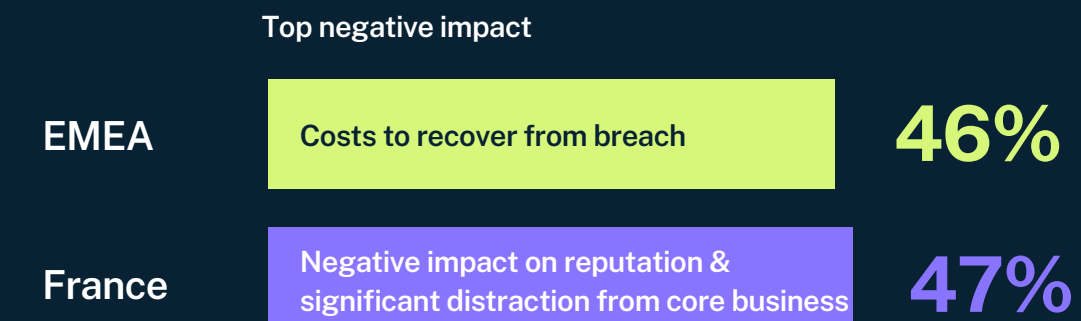 Top negative impact
EMEA
Costs to recover from breach
46%
France
Negative impact on reputation &
significant distraction from core business
47%